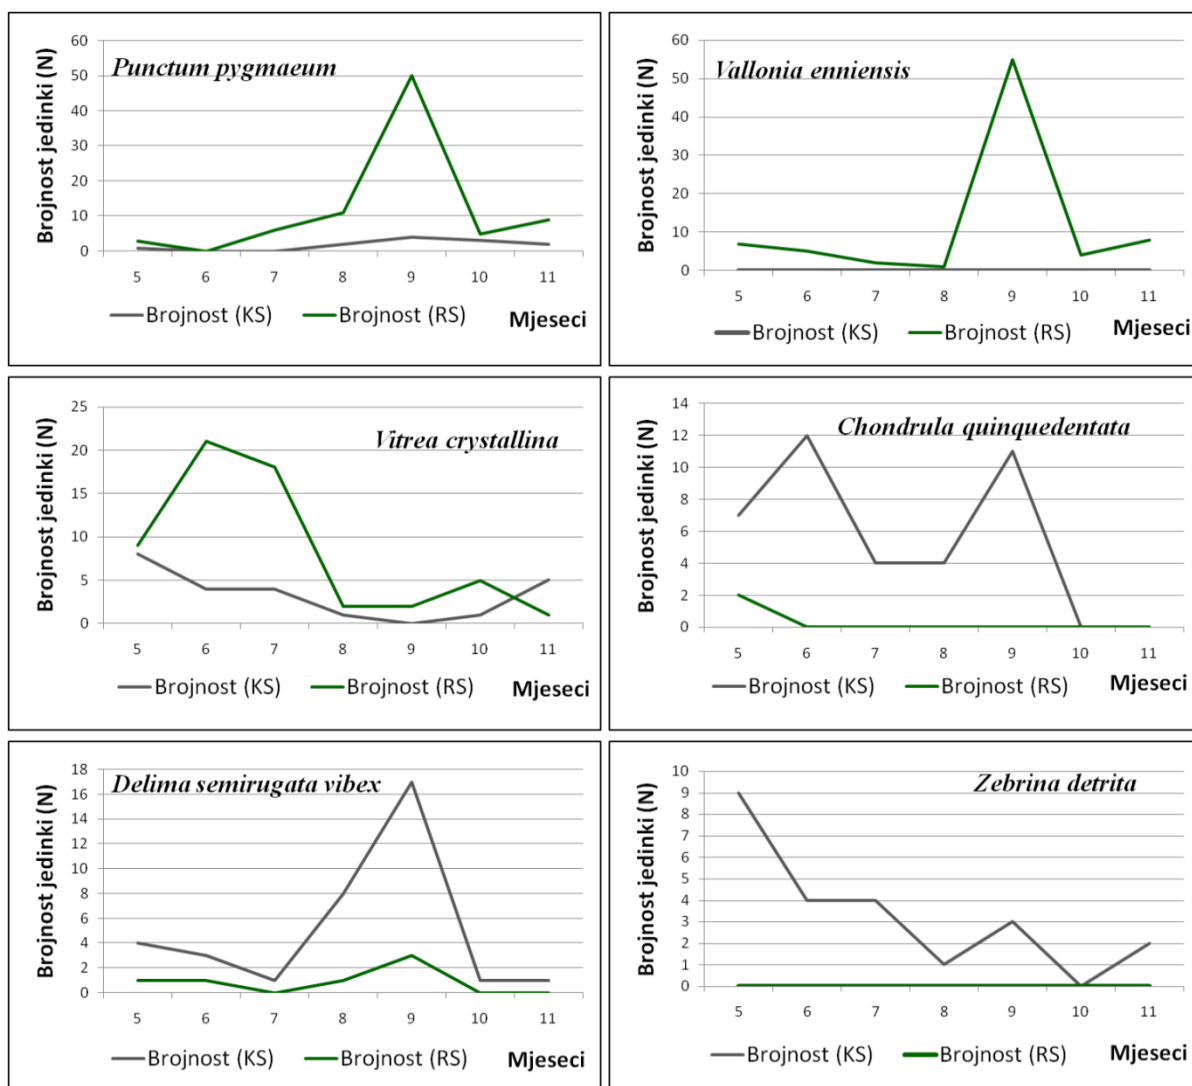 Punctum pygmaeum
Brojnost jedinki (N)
60
50
40
30
20
10
0
5 6 7 8 9 10 11
Brojnost (KS) Brojnost (RS) Mjeseci
Vallonia enniensis
Brojnost jedinki (N)
60
50
40
30
20
10
0
5 6 7 8 9 10 11
Brojnost (KS) Brojnost (RS) Mjeseci
Vitrea crystallina
Brojnost jedinki (N)
25
20
15
10
5
0
5 6 7 8 9 10 11
Brojnost (KS) Brojnost (RS) Mjeseci
Chondrula quinquedentata
Brojnost jedinki (N)
14
12
10
8
6
4
2
0
5 6 7 8 9 10 11
Brojnost (KS) Brojnost (RS) Mjeseci
Delima semirugata vibex
Brojnost jedinki (N)
18
16
14
12
10
8
6
4
2
0
5 6 7 8 9 10 11
Brojnost (KS) Brojnost (RS) Mjeseci
Zebrina detrita
Brojnost jedinki (N)
10
9
8
7
6
5
4
3
2
1
0
5 6 7 8 9 10 11
Brojnost (KS) Brojnost (RS) Mjeseci